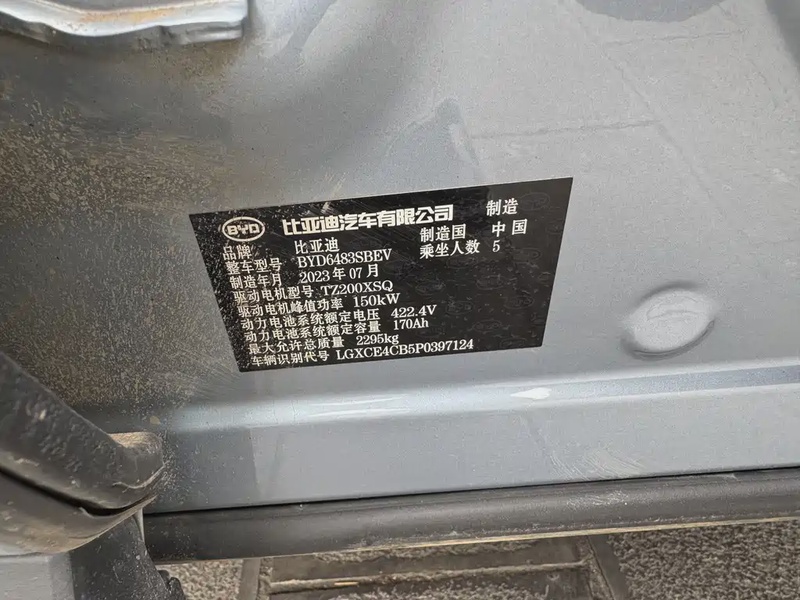 BYD 比亚迪汽车有限公司 制造
品牌 比亚迪 制造国 中国
整车型号 BYD6483SBEV 乘坐人数 5
制造年月 2023年07月
驱动电机型号 TZ200XSQ
驱动电机峰值功率 150kW
动力电池系统额定电压 422.4V
动力电池系统额定容量 170Ah
最大允许总质量 2295kg
车辆识别代号 LGXCE4CB5P0397124